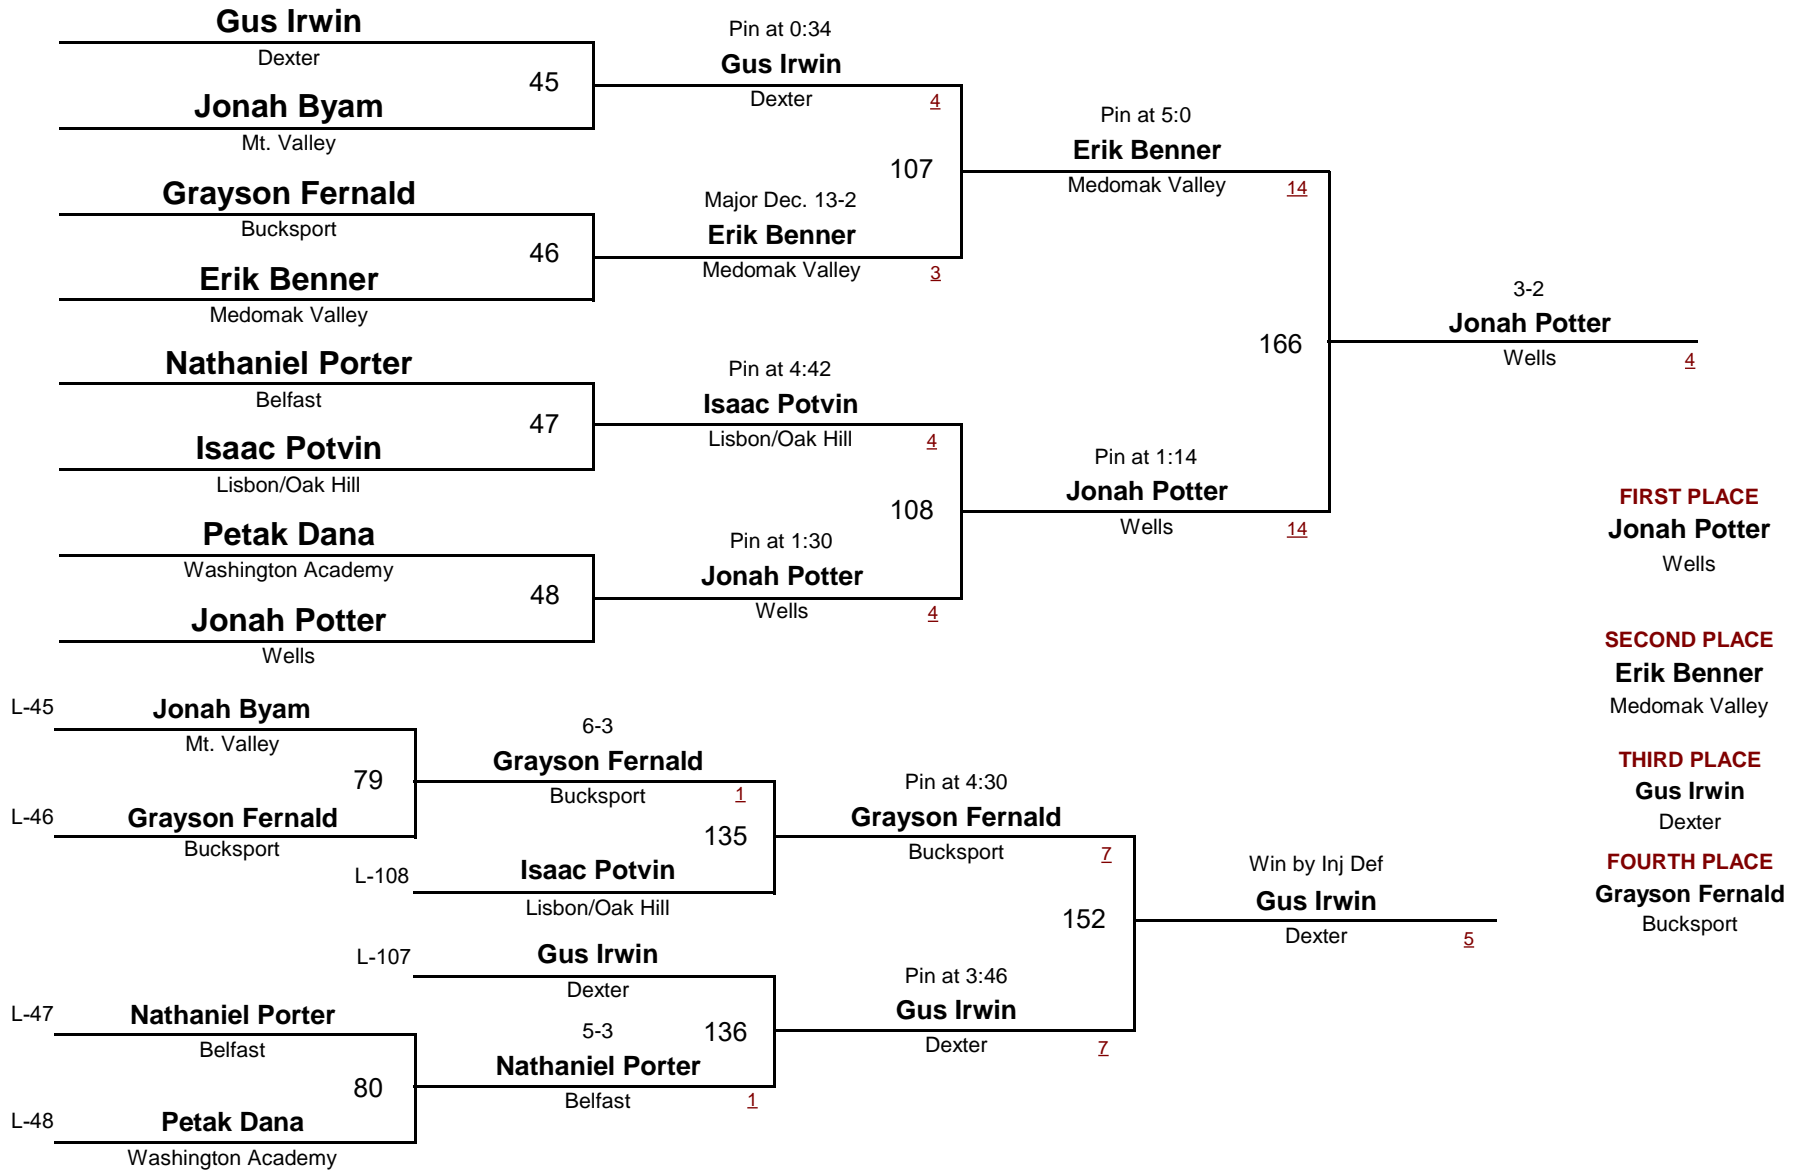 Gus Irwin
Dexter
45
Jonah Byam
Mt. Valley
Grayson Fernald
Bucksport
46
Erik Benner
Medomak Valley
Nathaniel Porter
Belfast
47
Isaac Potvin
Lisbon/Oak Hill
Petak Dana
Washington Academy
48
Jonah Potter
Wells
Pin at 0:34
Gus Irwin
Dexter
4
107
Major Dec. 13-2
Erik Benner
Medomak Valley
3
Pin at 4:42
Isaac Potvin
Lisbon/Oak Hill
4
108
Pin at 1:30
Jonah Potter
Wells
4
Pin at 5:0
Erik Benner
Medomak Valley
14
166
Pin at 1:14
Jonah Potter
Wells
14
3-2
Jonah Potter
Wells
4
L-45
Jonah Byam
Mt. Valley
79
L-46
Grayson Fernald
Bucksport
L-47
Nathaniel Porter
Belfast
80
L-48
Petak Dana
Washington Academy
6-3
Grayson Fernald
Bucksport
1
135
L-108
Isaac Potvin
Lisbon/Oak Hill
L-107
Gus Irwin
Dexter
136
5-3
Nathaniel Porter
Belfast
1
Pin at 4:30
Grayson Fernald
Bucksport
7
152
Pin at 3:46
Gus Irwin
Dexter
7
Win by Inj Def
Gus Irwin
Dexter
5
FIRST PLACE
Jonah Potter
Wells
SECOND PLACE
Erik Benner
Medomak Valley
THIRD PLACE
Gus Irwin
Dexter
FOURTH PLACE
Grayson Fernald
Bucksport